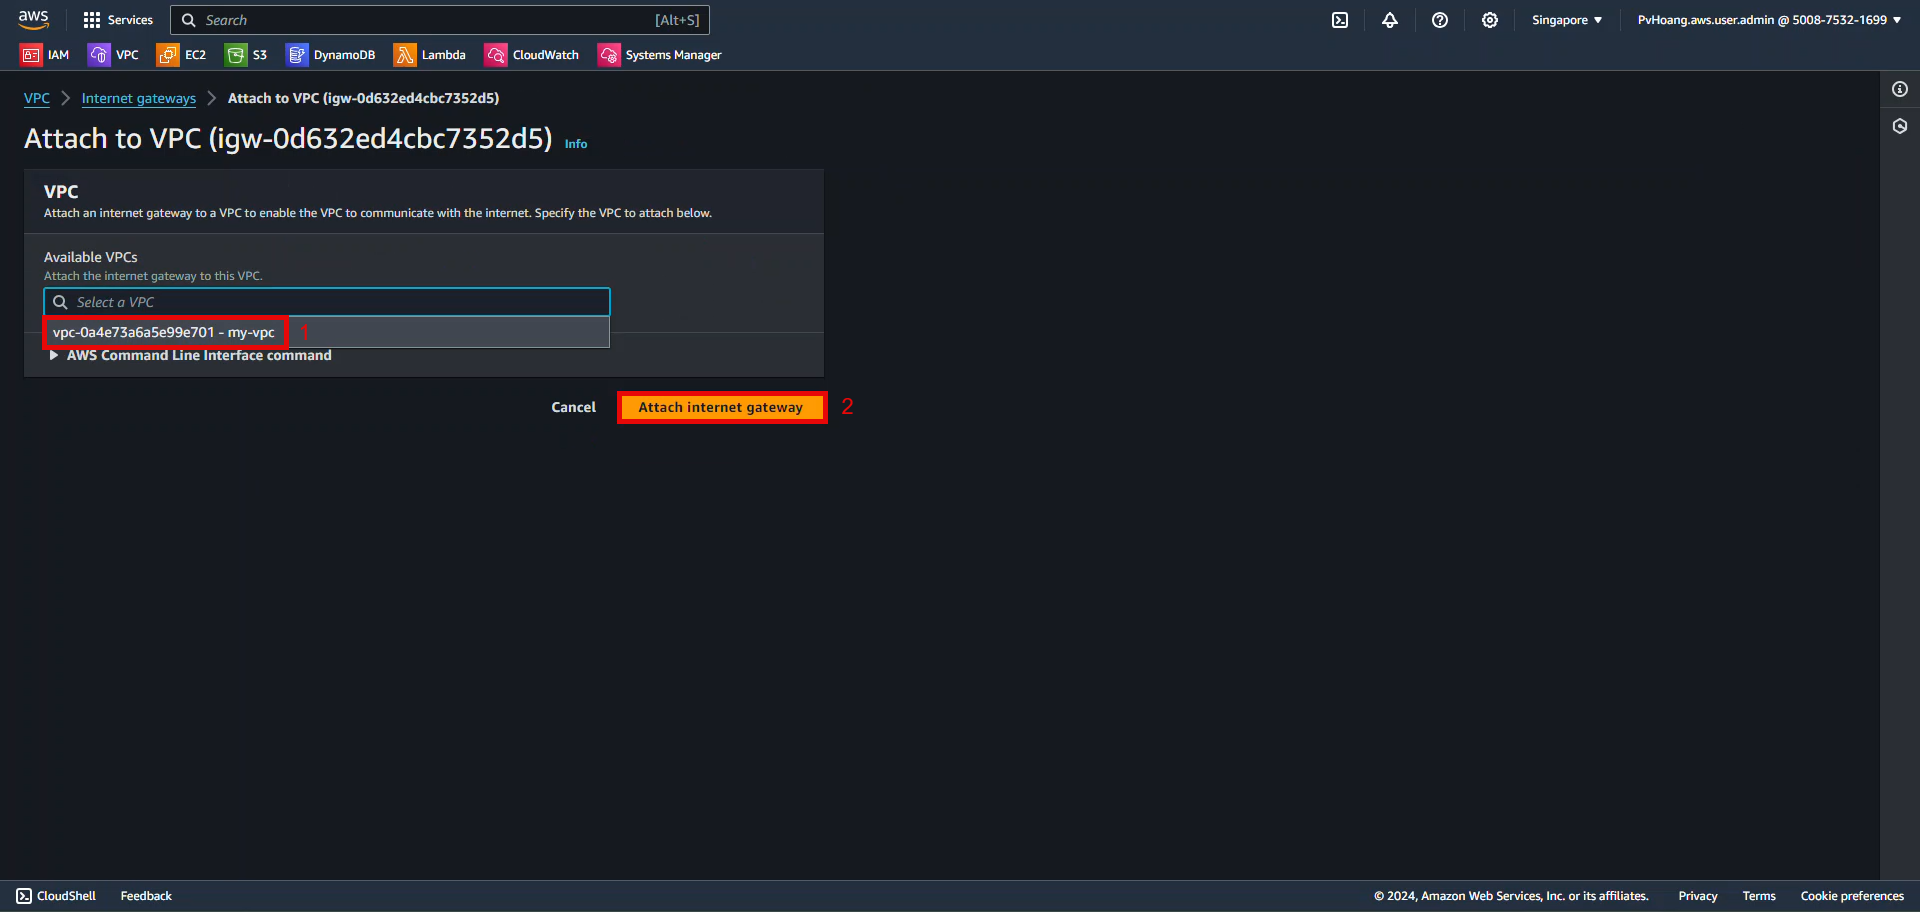 aws
Services
Search
[Alt+S]
Singapore
PvHoang.aws.user.admin @ 5008-7532-1699
IAM
VPC
EC2
S3
DynamoDB
Lambda
CloudWatch
Systems Manager
VPC
Internet gateways
Attach to VPC (igw-0d632ed4cbc7352d5)
Attach to VPC (igw-0d632ed4cbc7352d5)
Info
VPC
Attach an internet gateway to a VPC to enable the VPC to communicate with the internet. Specify the VPC to attach below.
Available VPCs
Attach the internet gateway to this VPC.
Select a VPC
vpc-0a4e73a6a5e99e701 - my-vpc
1
AWS Command Line Interface command
Cancel
Attach internet gateway
2
CloudShell
Feedback
© 2024, Amazon Web Services, Inc. or its affiliates.
Privacy
Terms
Cookie preferences